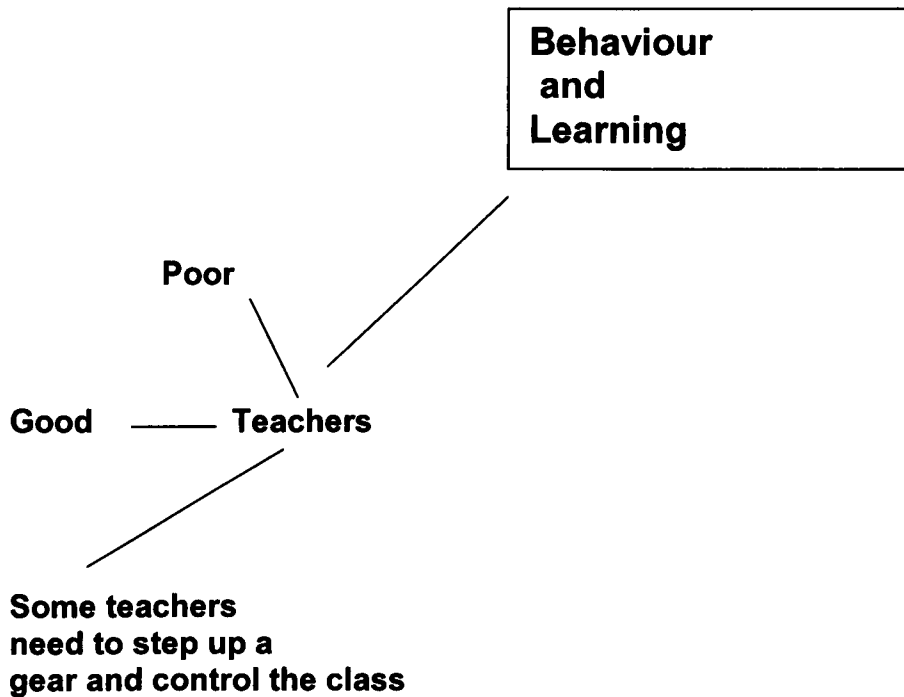 Behaviour
and
Learning
Poor
Good
Teachers
Some teachers
need to step up a
gear and control the class